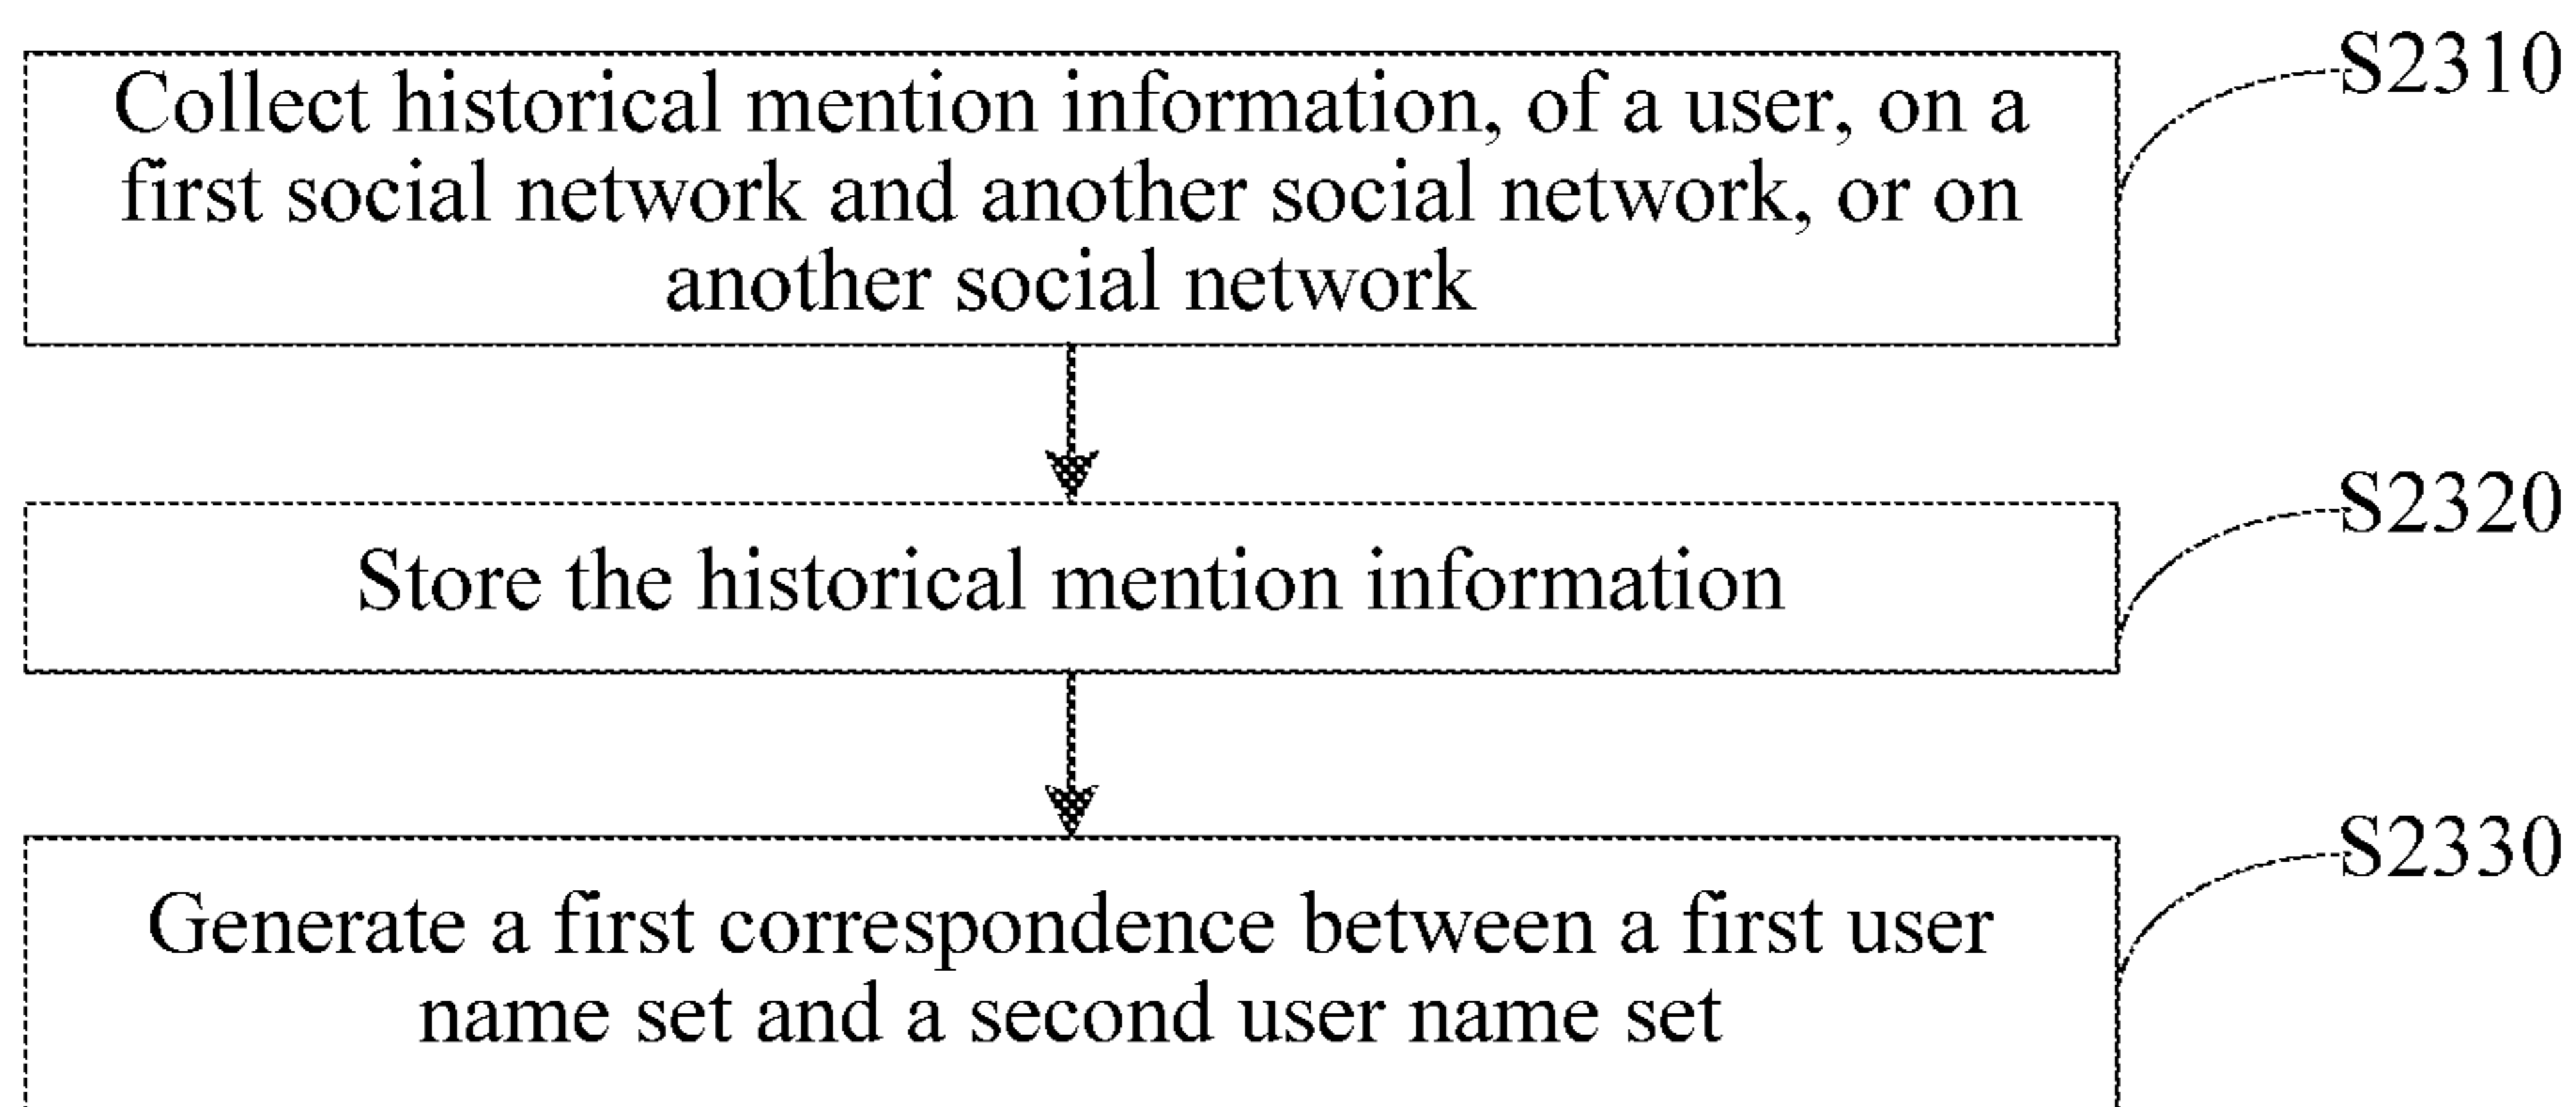 Collect historical mention information, of a user, on a
first social network and another social network, or on
another social network
S2310
Store the historical mention information
S2320
Generate a first correspondence between a first user
name set and a second user name set
S2330